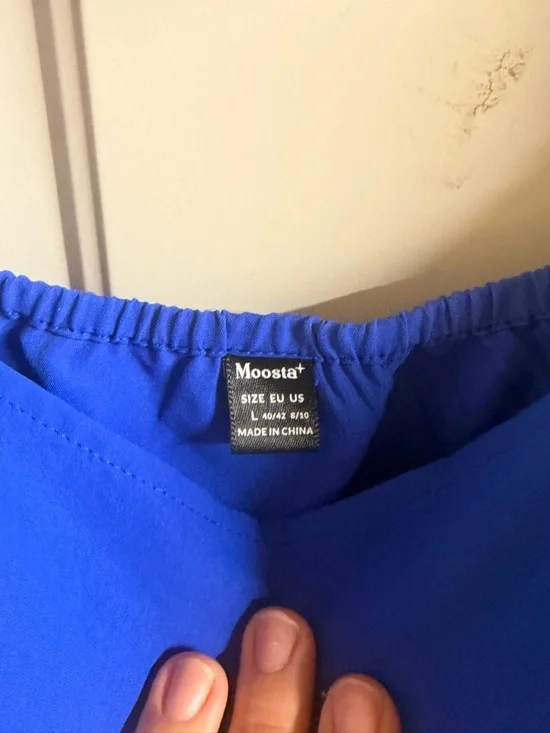 Moosta+
SIZE EU US
L 40/42 8/10
MADE IN CHINA